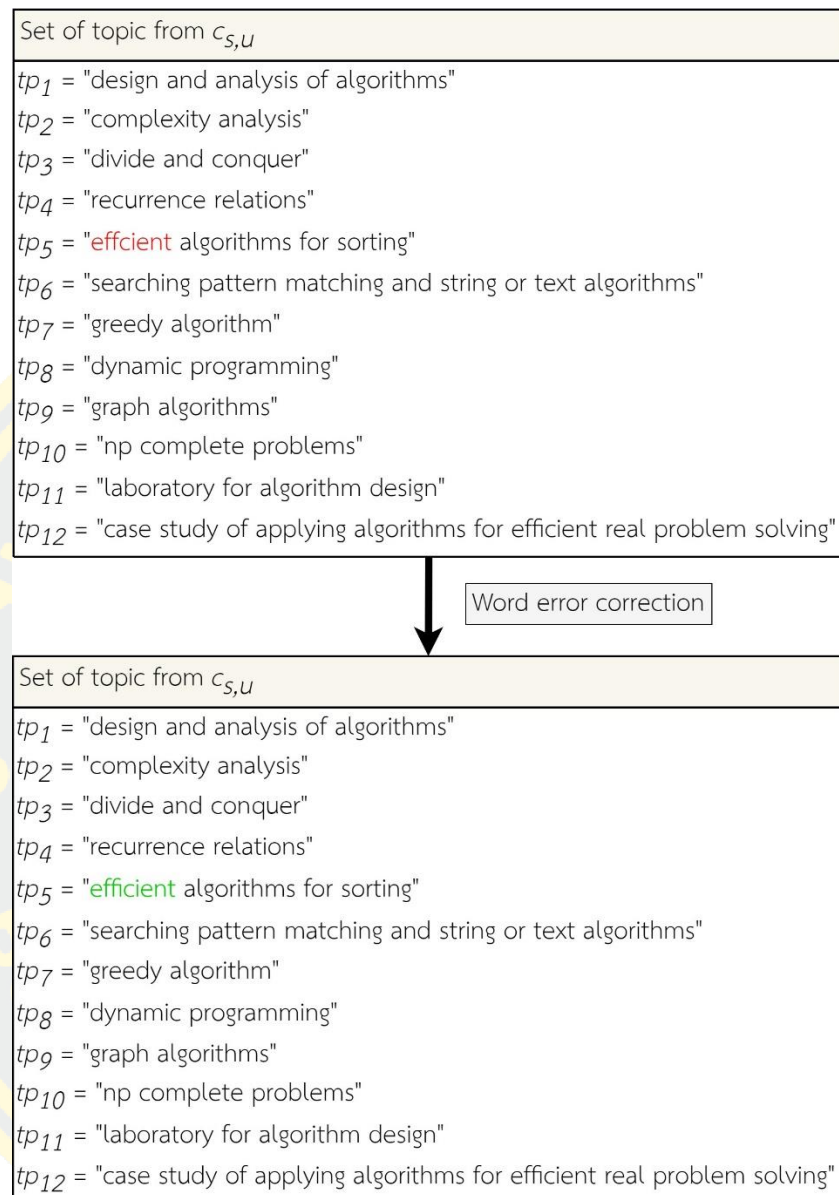 Set of topic from c_{s,u}
tp_1 = "design and analysis of algorithms"
tp_2 = "complexity analysis"
tp_3 = "divide and conquer"
tp_4 = "recurrence relations"
tp_5 = "effcient algorithms for sorting"
tp_6 = "searching pattern matching and string or text algorithms"
tp_7 = "greedy algorithm"
tp_8 = "dynamic programming"
tp_9 = "graph algorithms"
tp_10 = "np complete problems"
tp_11 = "laboratory for algorithm design"
tp_12 = "case study of applying algorithms for efficient real problem solving"
Word error correction
Set of topic from c_{s,u}
tp_1 = "design and analysis of algorithms"
tp_2 = "complexity analysis"
tp_3 = "divide and conquer"
tp_4 = "recurrence relations"
tp_5 = "efficient algorithms for sorting"
tp_6 = "searching pattern matching and string or text algorithms"
tp_7 = "greedy algorithm"
tp_8 = "dynamic programming"
tp_9 = "graph algorithms"
tp_10 = "np complete problems"
tp_11 = "laboratory for algorithm design"
tp_12 = "case study of applying algorithms for efficient real problem solving"